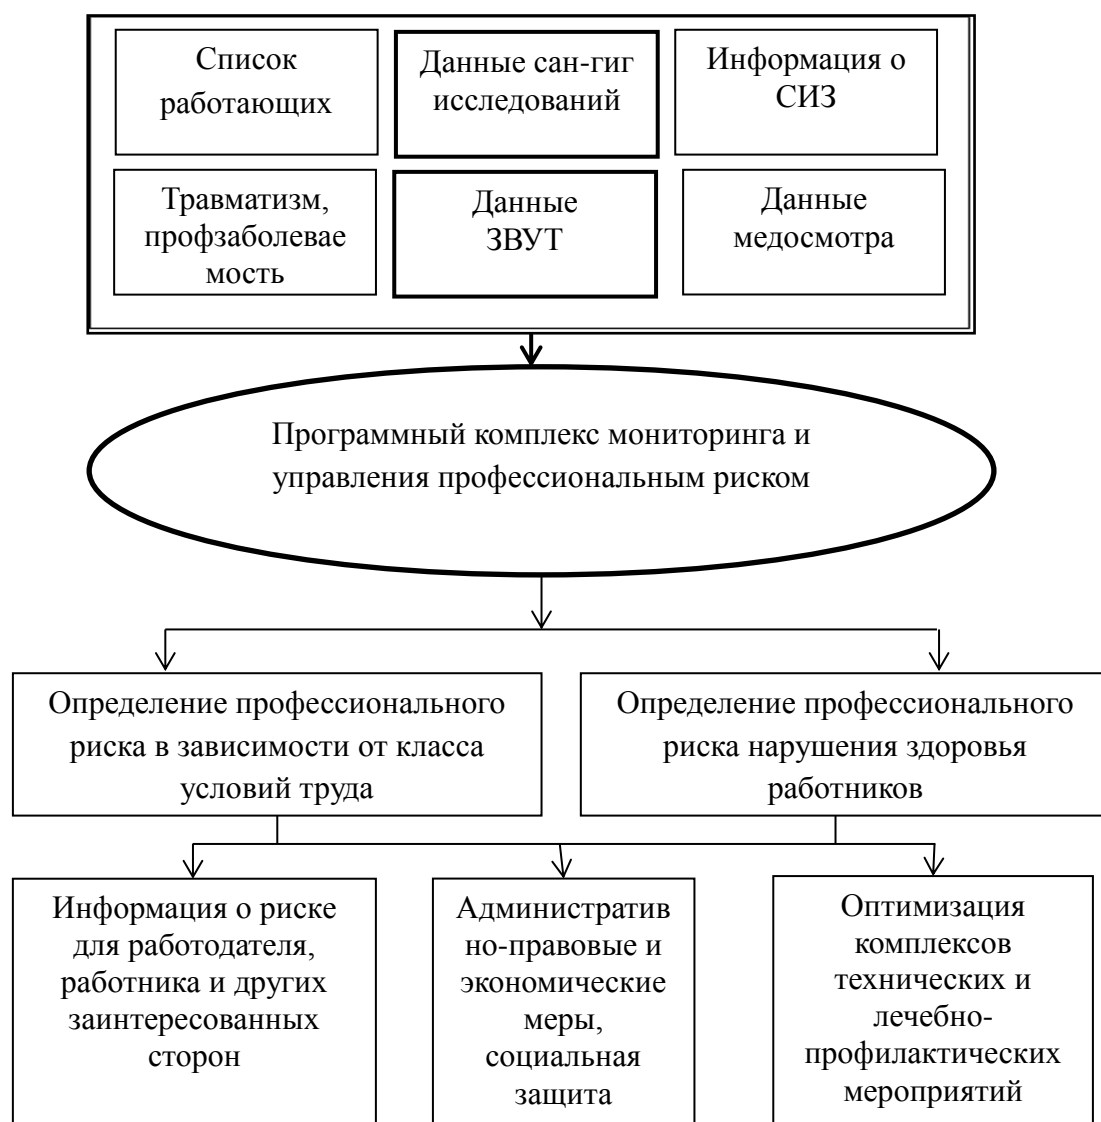 Список
работающих
Данные сан-гиг
исследований
Информация о
СИЗ
Травматизм,
профзаболевае
мость
Данные
ЗВУТ
Данные
медосмотра
Программный комплекс мониторинга и
управления профессиональным риском
Определение профессионального
риска в зависимости от класса
условий труда
Определение профессионального
риска нарушения здоровья
работников
Информация о риске
для работодателя,
работника и других
заинтересованных
сторон
Административ
но-правовые и
экономические
меры,
социальная
защита
Оптимизация
комплексов
технических и
лечебно-
профилактических
мероприятий